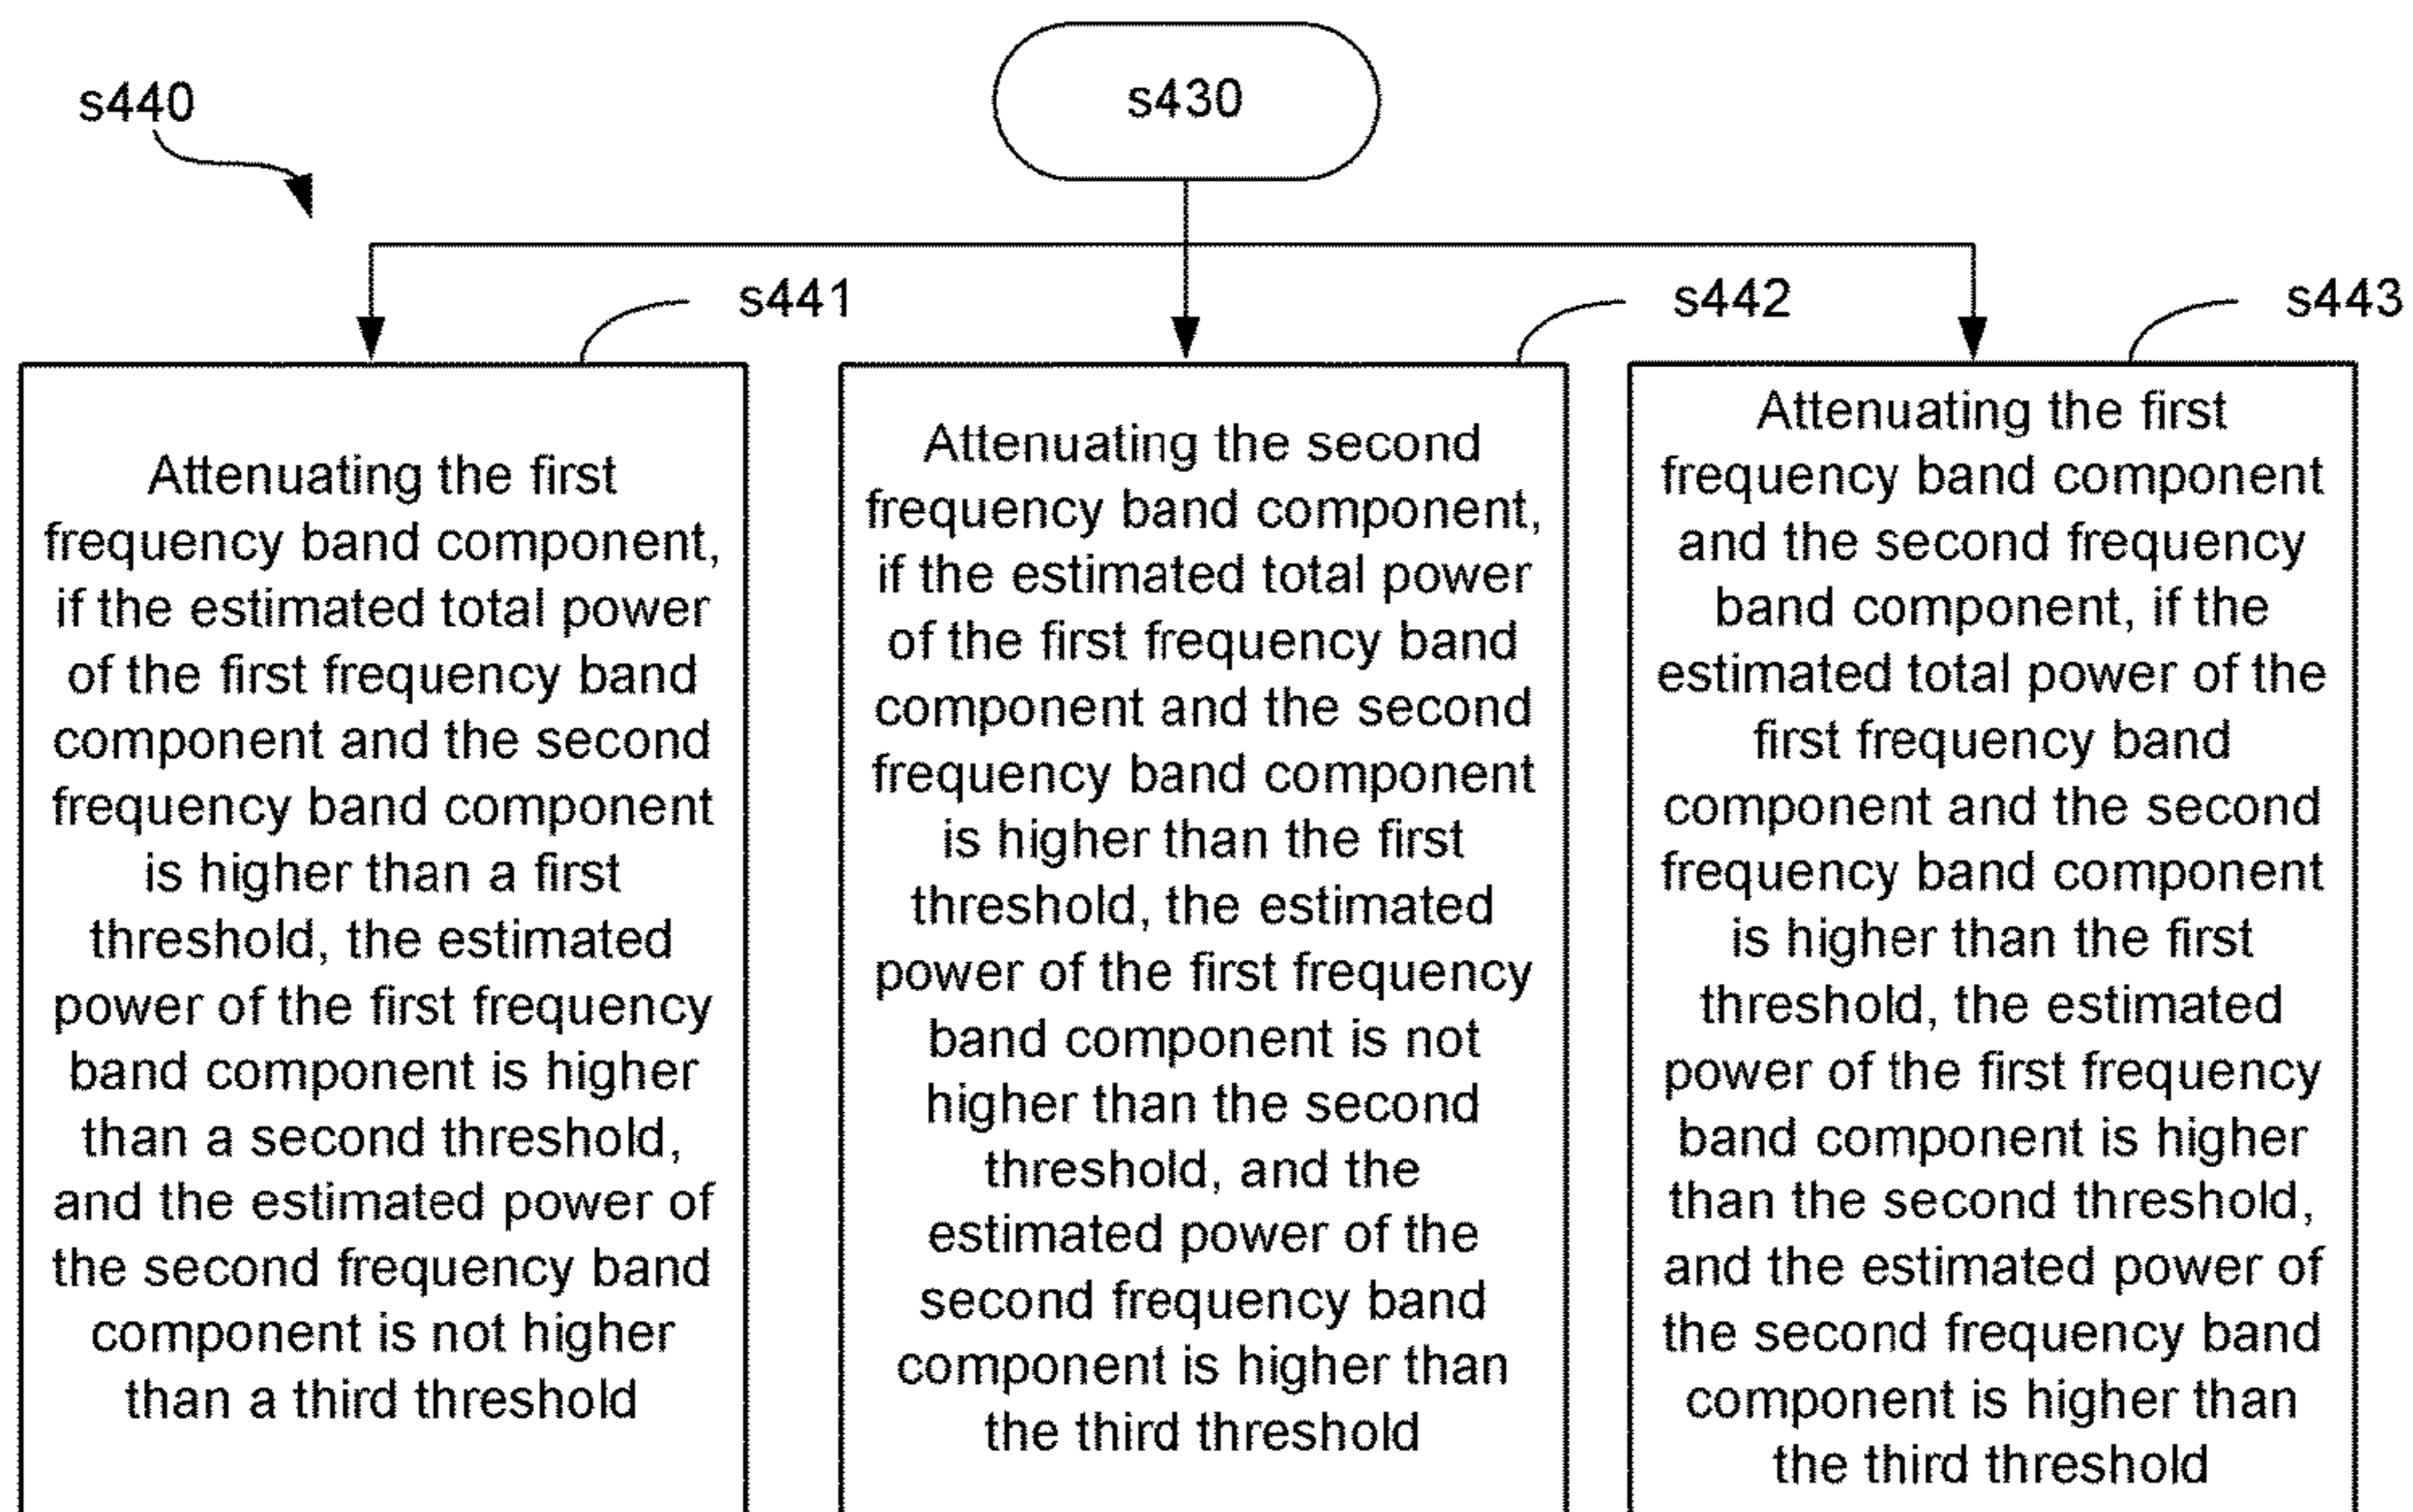 s440
s430
s441
s442
s443
Attenuating the first
frequency band component,
if the estimated total power
of the first frequency band
component and the second
frequency band component
is higher than a first
threshold, the estimated
power of the first frequency
band component is higher
than a second threshold,
and the estimated power of
the second frequency band
component is not higher
than a third threshold
Attenuating the second
frequency band component,
if the estimated total power
of the first frequency band
component and the second
frequency band component
is higher than the first
threshold, the estimated
power of the first frequency
band component is not
higher than the second
threshold, and the
estimated power of the
second frequency band
component is higher than
the third threshold
Attenuating the first
frequency band component
and the second frequency
band component, if the
estimated total power of the
first frequency band
component and the second
frequency band component
is higher than the first
threshold, the estimated
power of the first frequency
band component is higher
than the second threshold,
and the estimated power of
the second frequency band
component is higher than
the third threshold